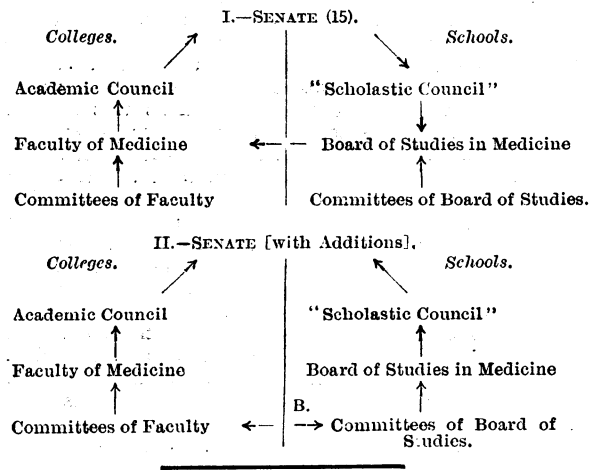 I.—SENATE (15).
Colleges. Schools.
Academic Council "Scholastic Council"
Faculty of Medicine Board of Studies in Medicine
Committees of Faculty Committees of Board of Studies.
II.—SENATE [with Additions].
Colleges. Schools.
Academic Council "Scholastic Council"
Faculty of Medicine Board of Studies in Medicine
B.
Committees of Faculty Committees of Board of
Studies.